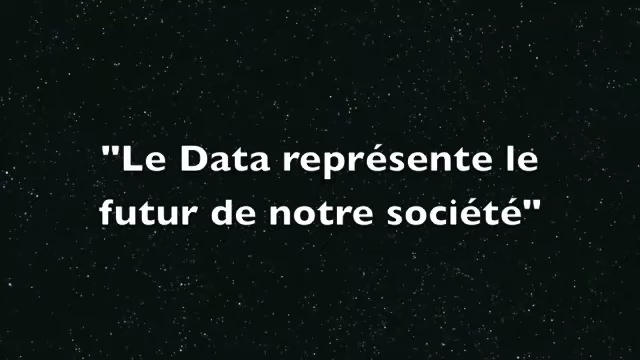 "Le Data représente le
futur de notre société"